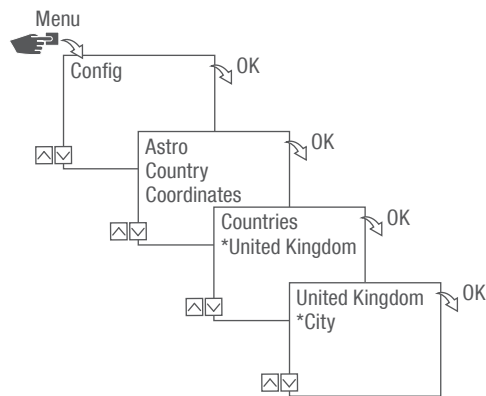 Menu
Config
OK
Astro
Country
Coordinates
OK
Countries
*United Kingdom
OK
United Kingdom
*City
OK